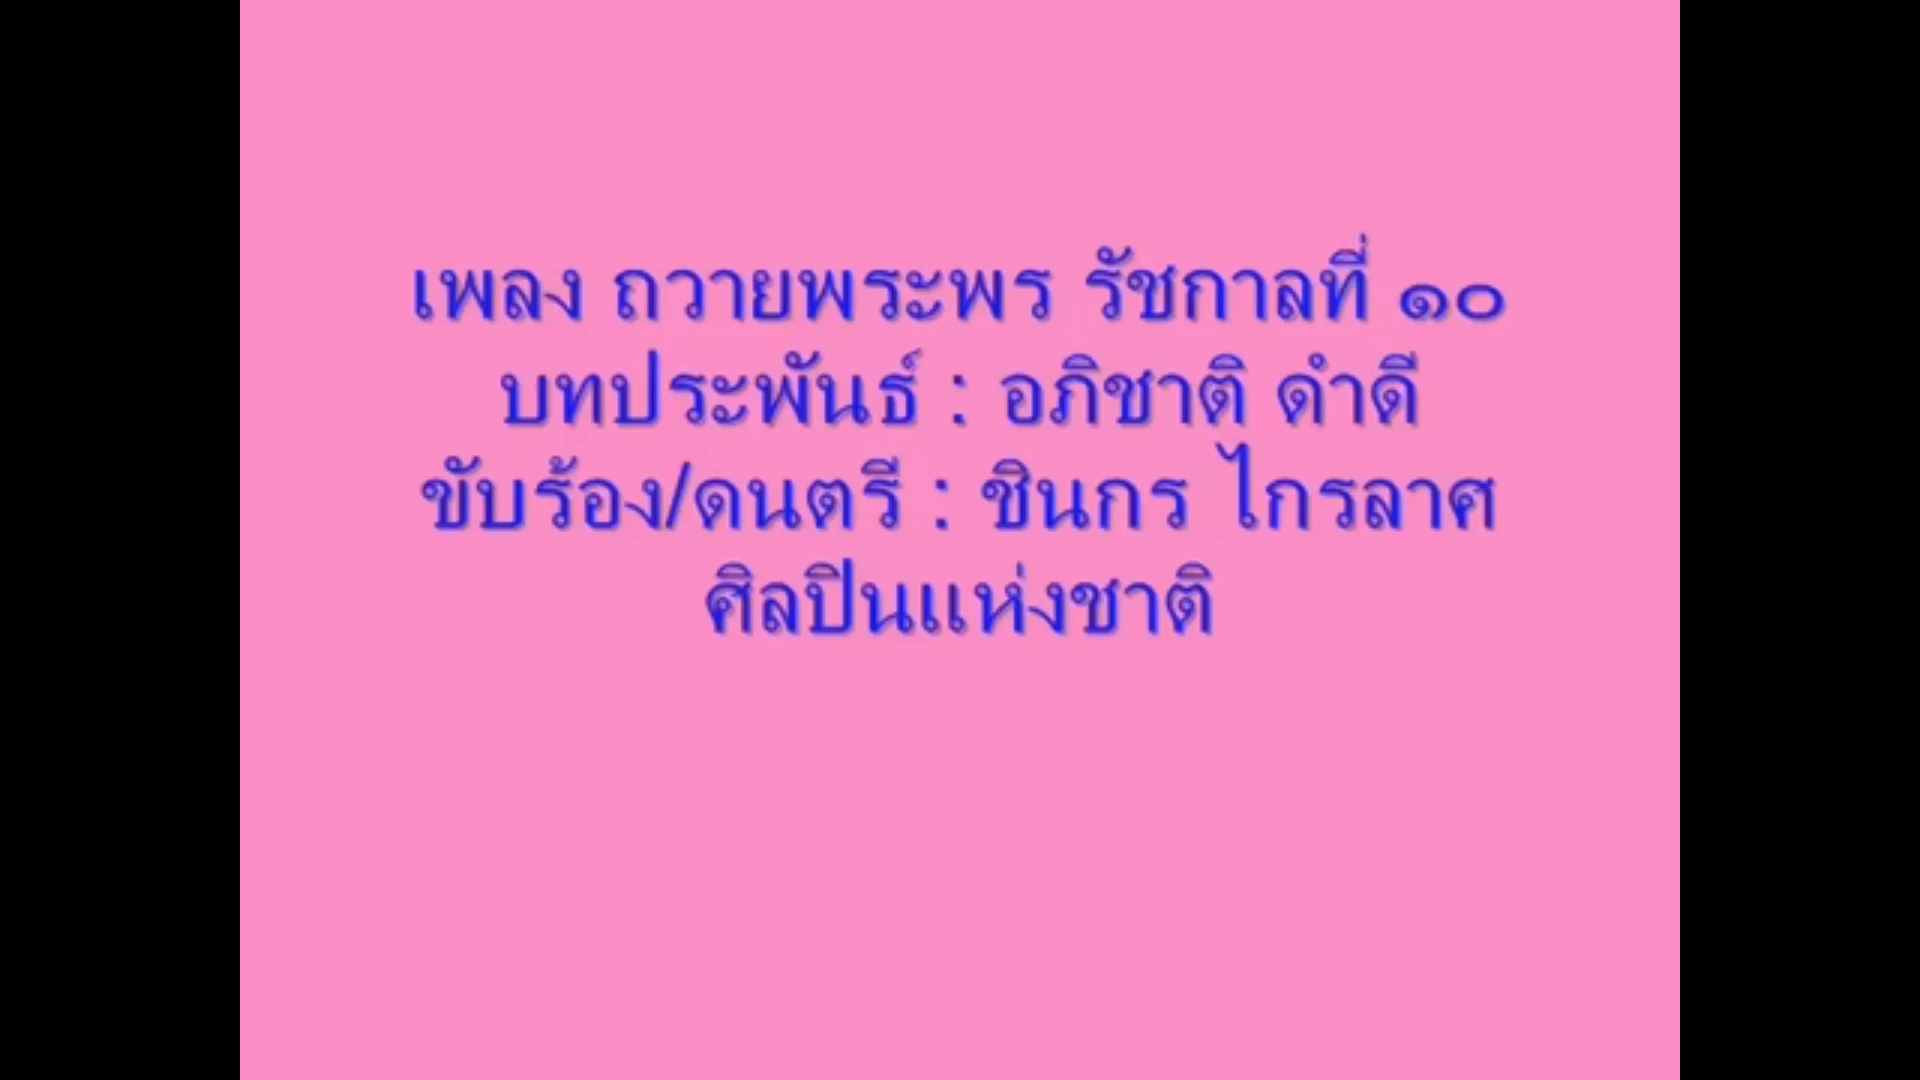 เพลง ถวายพระพร รัชกาลที่ ๑๐
บทประพันธ์ : อภิชาติ ดำดี
ขับร้อง/ดนตรี : ชินกร ไกรลาศ
ศิลปินแห่งชาติ